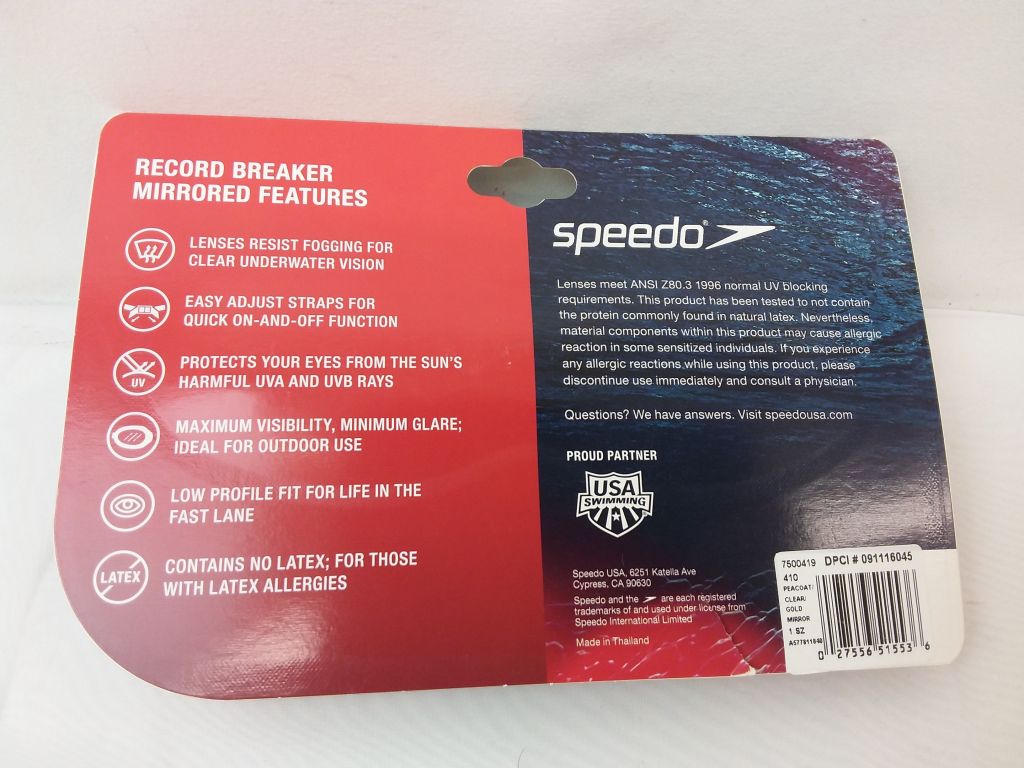 RECORD BREAKER
MIRRORED FEATURES
LENSES RESIST FOGGING FOR
CLEAR UNDERWATER VISION
EASY ADJUST STRAPS FOR
QUICK ON-AND-OFF FUNCTION
UV
PROTECTS YOUR EYES FROM THE SUN'S
HARMFUL UVA AND UVB RAYS
MAXIMUM VISIBILITY, MINIMUM GLARE;
IDEAL FOR OUTDOOR USE
LOW PROFILE FIT FOR LIFE IN THE
FAST LANE
LATEX
CONTAINS NO LATEX; FOR THOSE
WITH LATEX ALLERGIES
speedo®
Lenses meet ANSI Z80.3 1996 normal UV blocking
requirements. This product has been tested to not contain
the protein commonly found in natural latex. Nevertheless,
material components within this product may cause allergic
reaction in some sensitized individuals. If you experience
any allergic reactions while using this product, please
discontinue use immediately and consult a physician.
Questions? We have answers. Visit speedousa.com
PROUD PARTNER
USA
SWIMMING
Speedo USA, 6251 Katella Ave
Cypress, CA 90630
Speedo and the are each registered
trademarks of and used under license from
Speedo International Limited
Made in Thailand
7500419 DPCI # 091116045
410
PEACOAT/
CLEAR/
GOLD
MIRROR
1 SZ
0 27556 51553 6